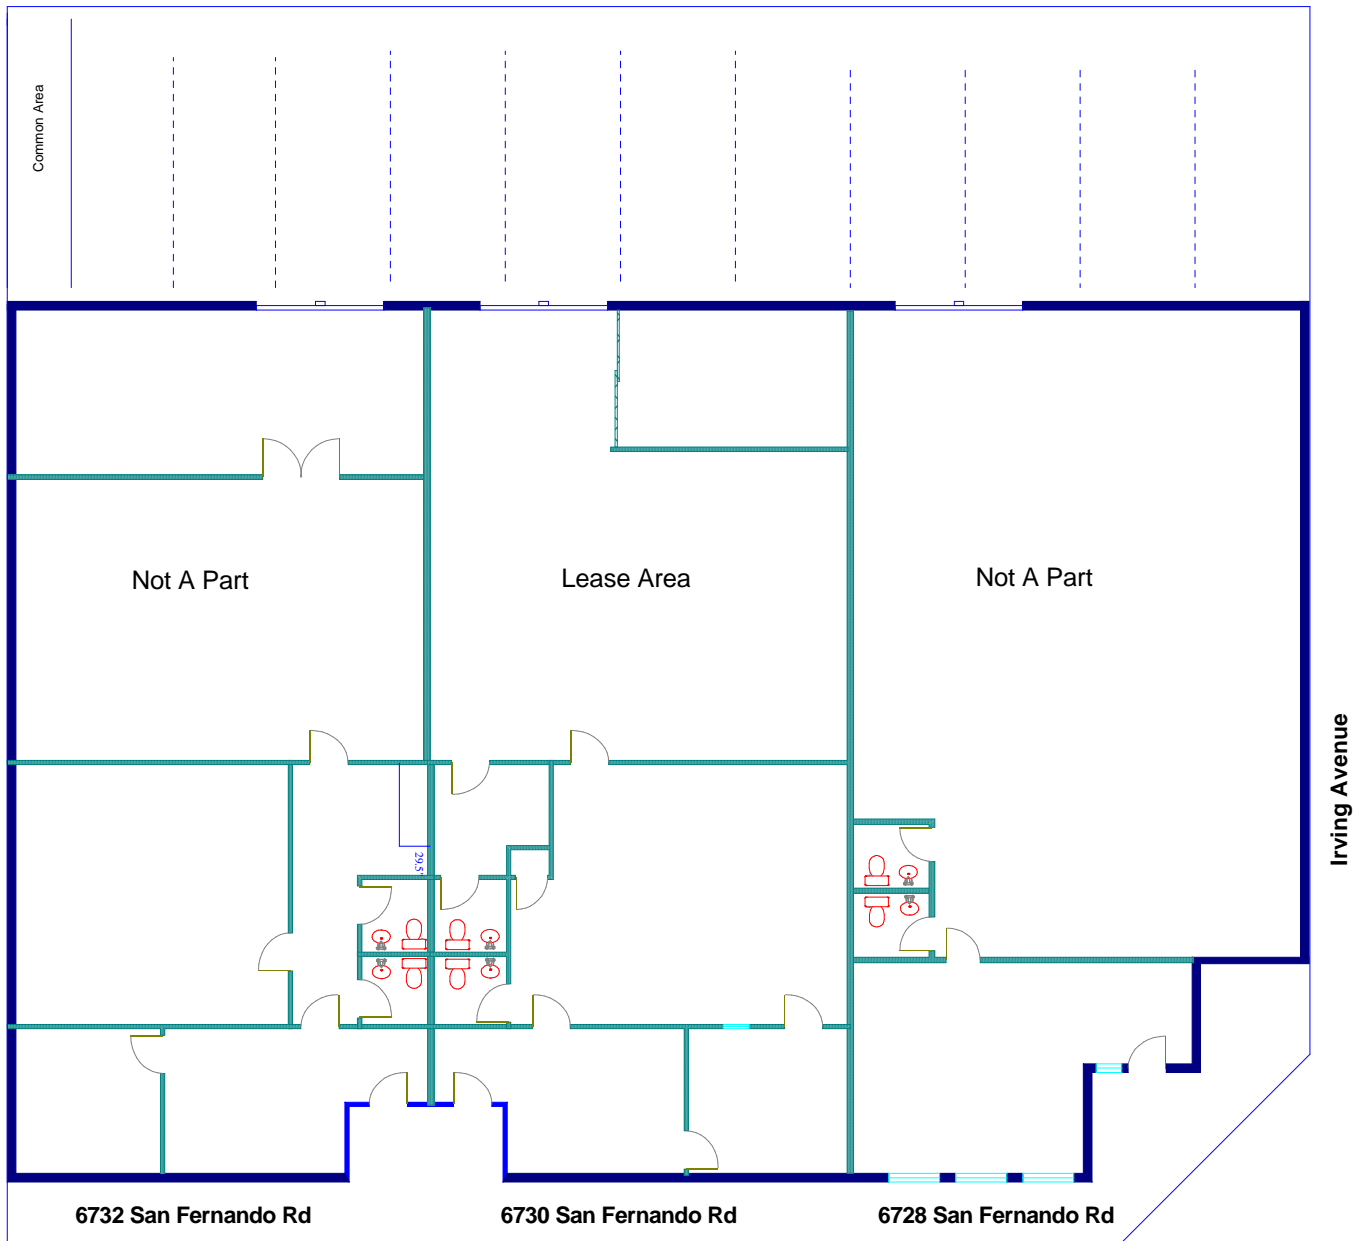 Common Area
Not A Part
Lease Area
Not A Part
Irving Avenue
29.5'
6732 San Fernando Rd
6730 San Fernando Rd
6728 San Fernando Rd